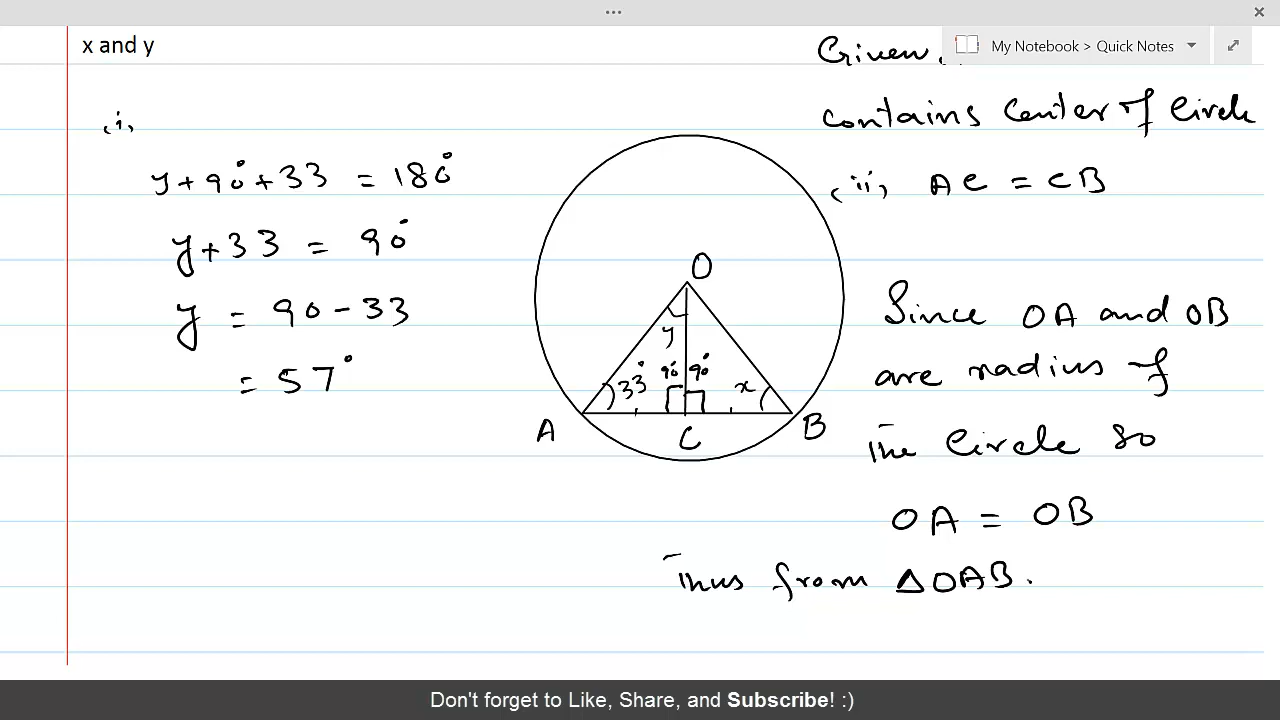 x and y
Given
My Notebook > Quick Notes
contains Center of Circle
(i)
y + 90° + 33 = 180°
(ii) AC = CB
y + 33 = 90°
y = 90 - 33
= 57°
O
y
33° 90° 90° x
A C B
Since OA and OB
are radius of
the Circle so
OA = OB
Thus from △OAB.
Don't forget to Like, Share, and Subscribe! :)